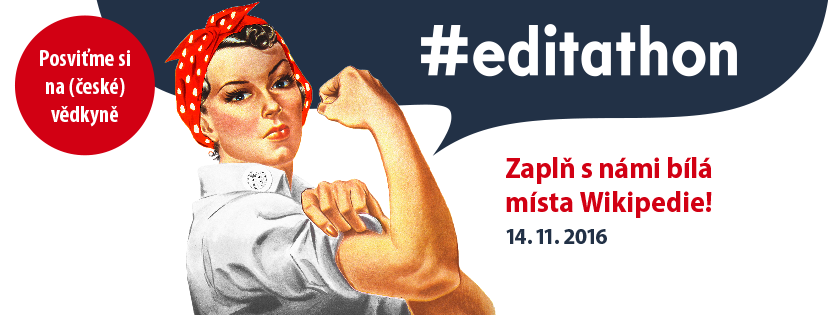 Posviťme si
na (české)
vědkyně
#editathon
Zaplň s námi bílá
místa Wikipedie!
14. 11. 2016